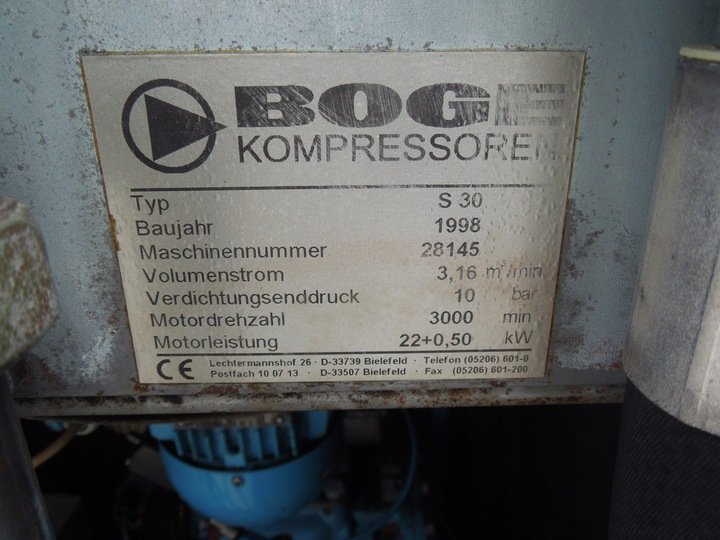 BOGE
KOMPRESSOREN
Typ S 30
Baujahr 1998
Maschinennummer 28145
Volumenstrom 3,16 m³/min
Verdichtungsenddruck 10 bar
Motordrehzahl 3000 min
Motorleistung 22+0,50 kW
CE Lechtermannshof 26 · D-33739 Bielefeld · Telefon (05206) 601-0
Postfach 10 07 13 · D-33507 Bielefeld · Fax (05206) 601-200